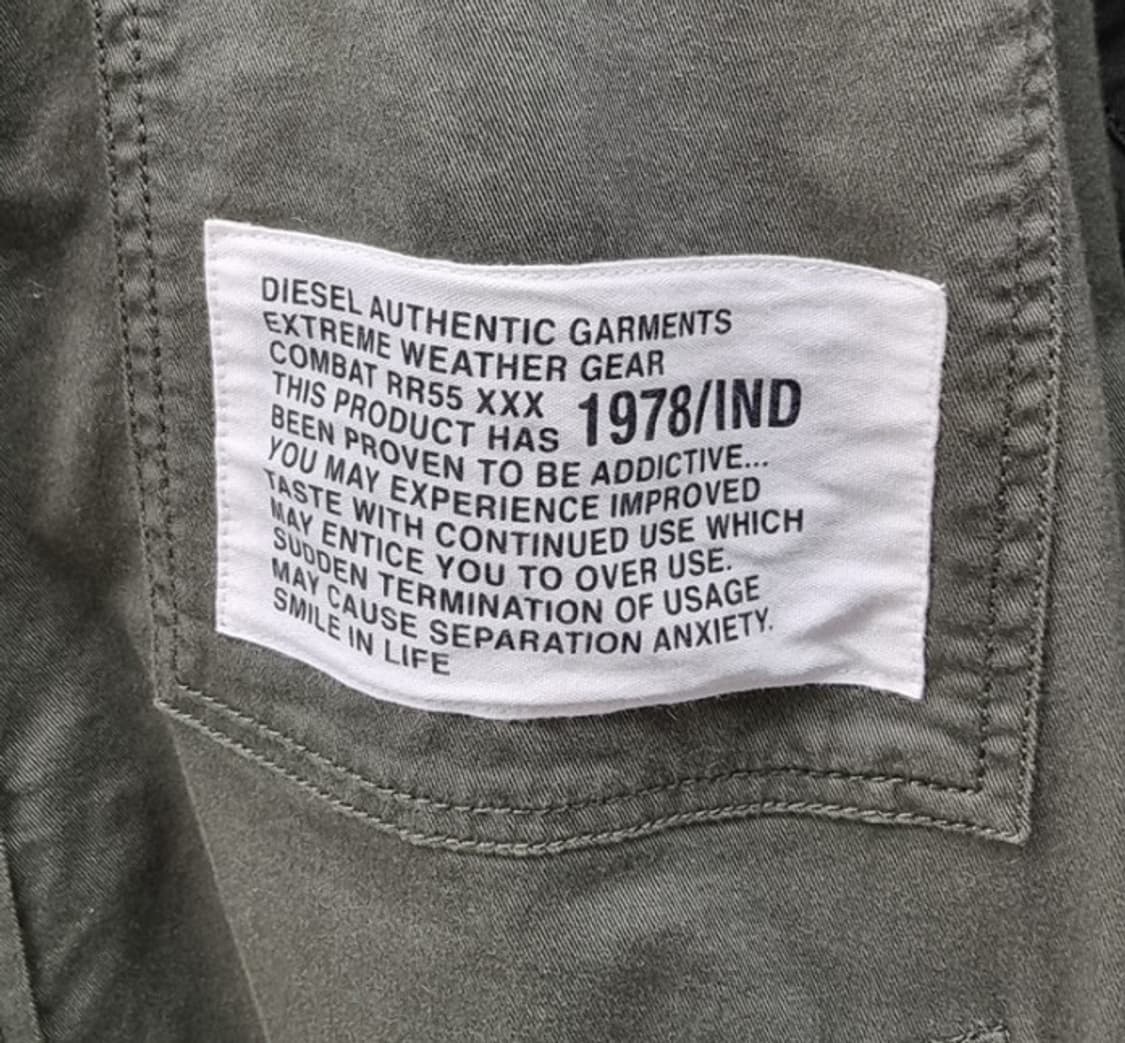 DIESEL AUTHENTIC GARMENTS
EXTREME WEATHER GEAR
COMBAT RR55 XXX
1978/IND
THIS PRODUCT HAS
BEEN PROVEN TO BE ADDICTIVE...
YOU MAY EXPERIENCE IMPROVED
TASTE WITH CONTINUED USE WHICH
MAY ENTICE YOU TO OVER USE.
SUDDEN TERMINATION OF USAGE
MAY CAUSE SEPARATION ANXIETY.
SMILE IN LIFE